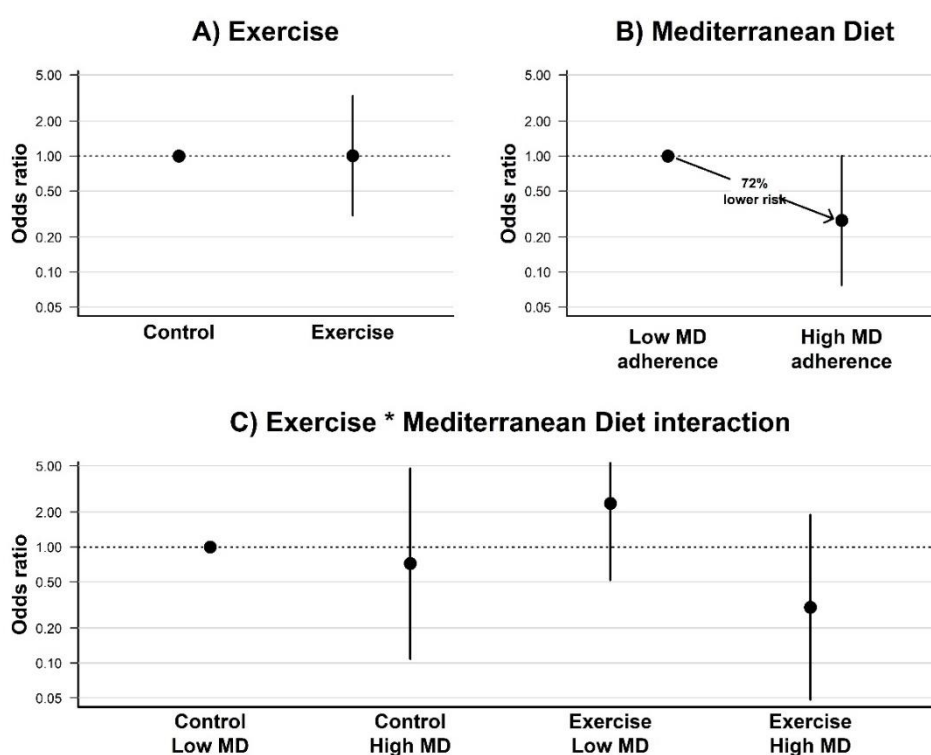 A) Exercise
Odds ratio
5.00
2.00
1.00
0.50
0.20
0.10
0.05
Control
Exercise
B) Mediterranean Diet
Odds ratio
5.00
2.00
1.00
0.50
0.20
0.10
0.05
72%
lower risk
Low MD
adherence
High MD
adherence
C) Exercise * Mediterranean Diet interaction
Odds ratio
5.00
2.00
1.00
0.50
0.20
0.10
0.05
Control
Low MD
Control
High MD
Exercise
Low MD
Exercise
High MD